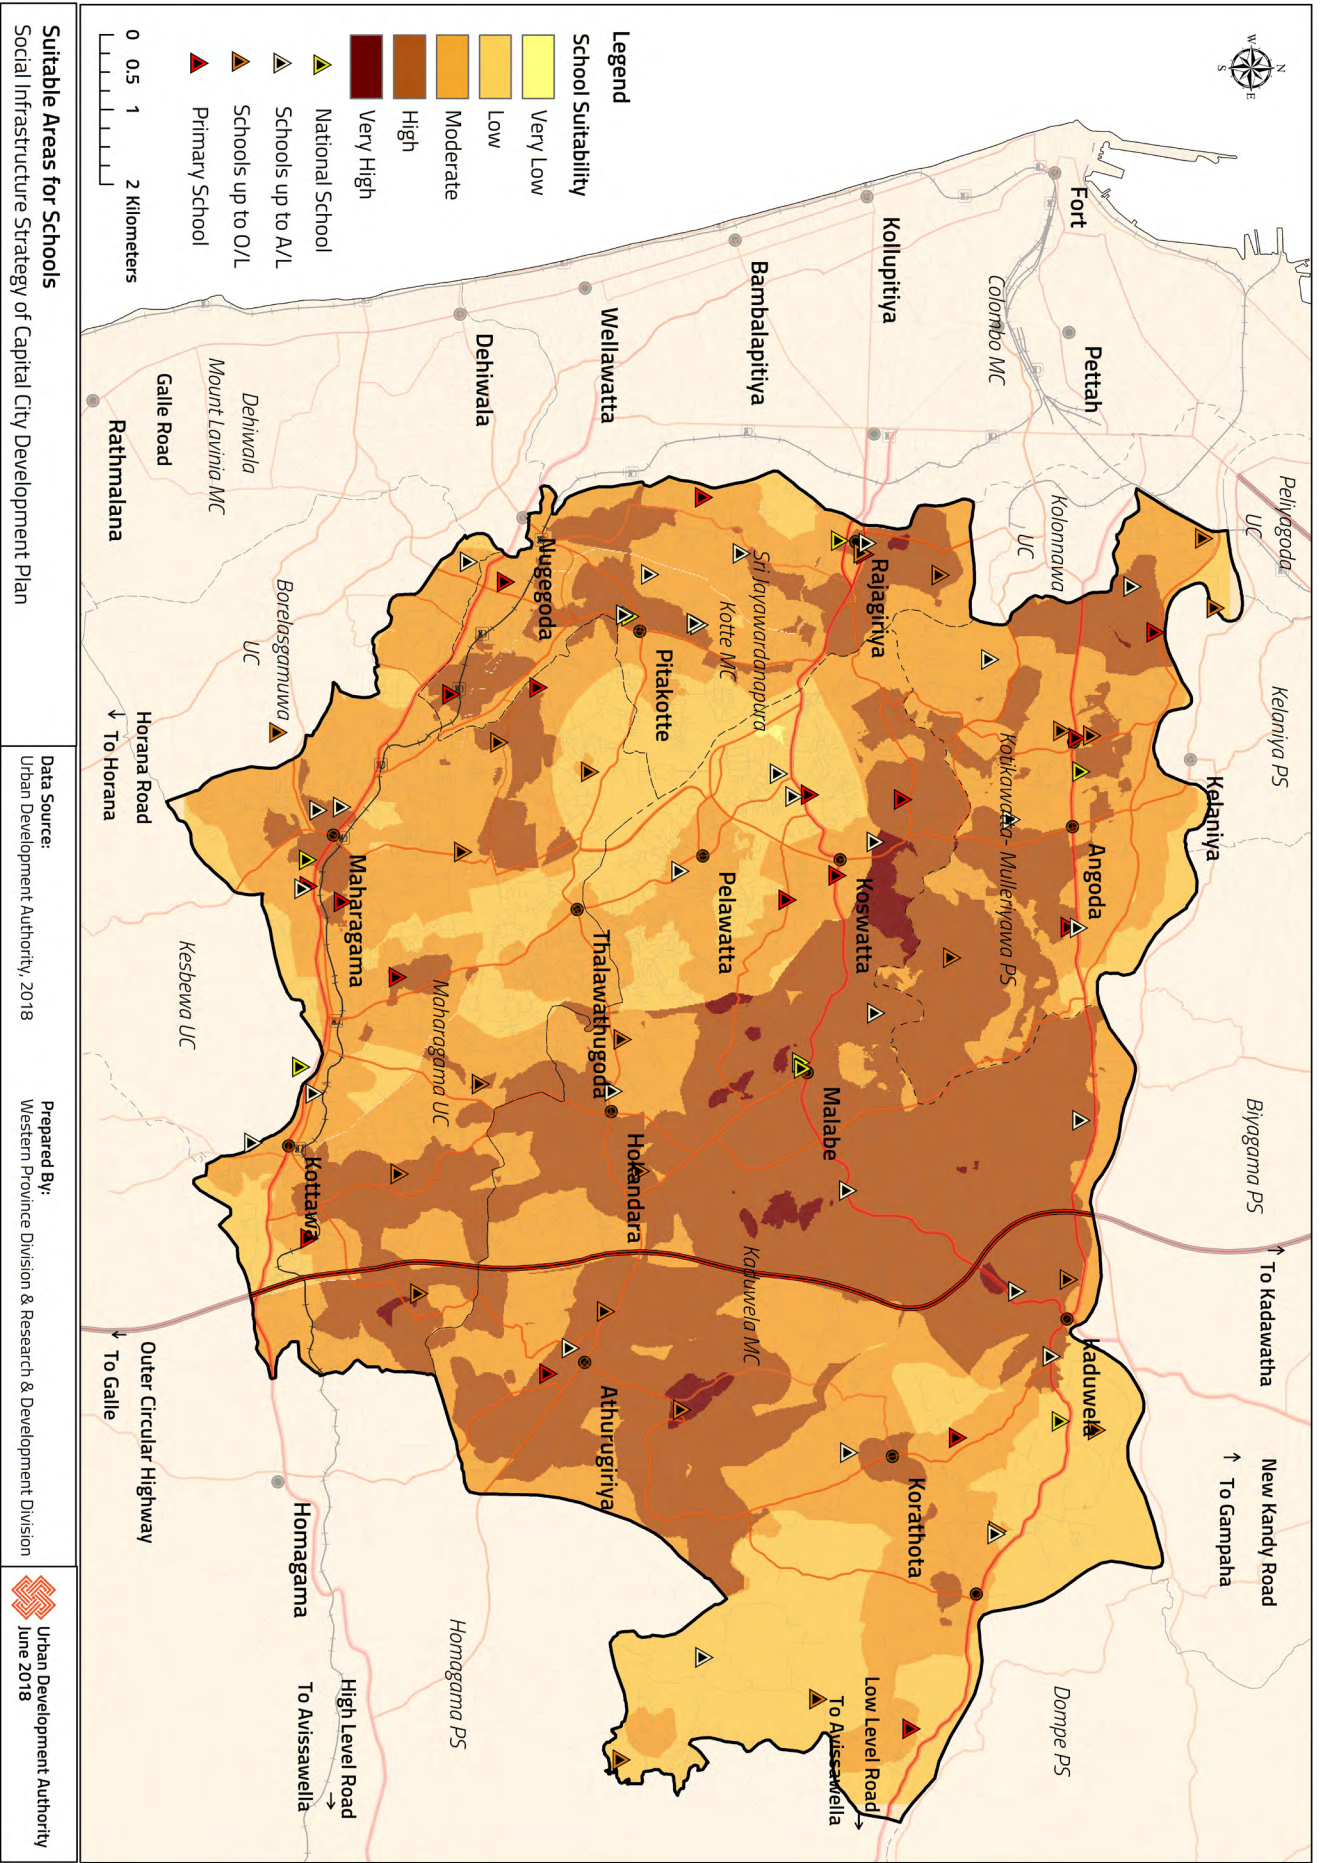 N
W
E
S
Legend
School Suitability
Very Low
Low
Moderate
High
Very High
National School
Schools up to A/L
Schools up to O/L
Primary School
0 0.5 1 2 Kilometers
Peliyagoda
UC
Kelaniya PS
Biyagama PS
To Kadawatha
New Kandy Road
To Gampaha
Dompe PS
Fort
Pettah
Colombo MC
Kolonnawa
UC
Kelaniya
Angoda
Kotikawatta- Mulleriyawa PS
Kaduwela
Kollupitiya
Rajagiriya
Koswatta
Malabe
Korathota
Low Level Road
To Avissawella
Bambalapitiya
Sri Jayawardanapura
Kotte MC
Pelawatta
Kaduwela MC
Wellawatta
Pitakotte
Thalawathugoda
Hokandara
Athurugiriya
Dehiwala
Nugegoda
Maharagama UC
Homagama PS
Maharagama
Kottawa
Homagama
High Level Road
To Avissawella
Dehiwala
Mount Lavinia MC
Borelasgamuwa
UC
Galle Road
Rathmalana
Kesbewa UC
Horana Road
To Horana
Outer Circular Highway
To Galle
Suitable Areas for Schools
Social Infrastructure Strategy of Capital City Development Plan
Data Source:
Urban Development Authority, 2018
Prepared By:
Western Province Division & Research & Development Division
Urban Development Authority
June 2018